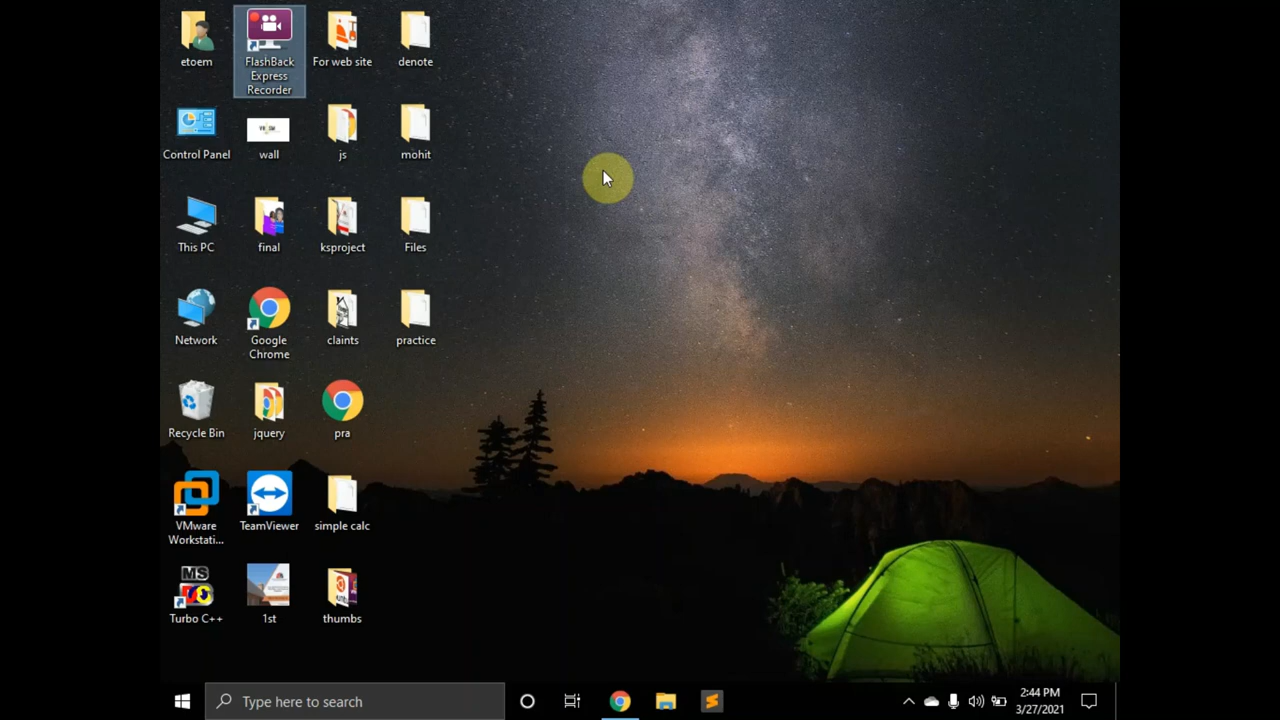 etoem
FlashBack
Express
Recorder
For web site
denote
Control Panel
wall
js
mohit
This PC
final
ksproject
Files
Network
Google
Chrome
claints
practice
Recycle Bin
jquery
pra
VMware
Workstati...
TeamViewer
simple calc
MS
Turbo C++
1st
thumbs
Type here to search
2:44 PM
3/27/2021